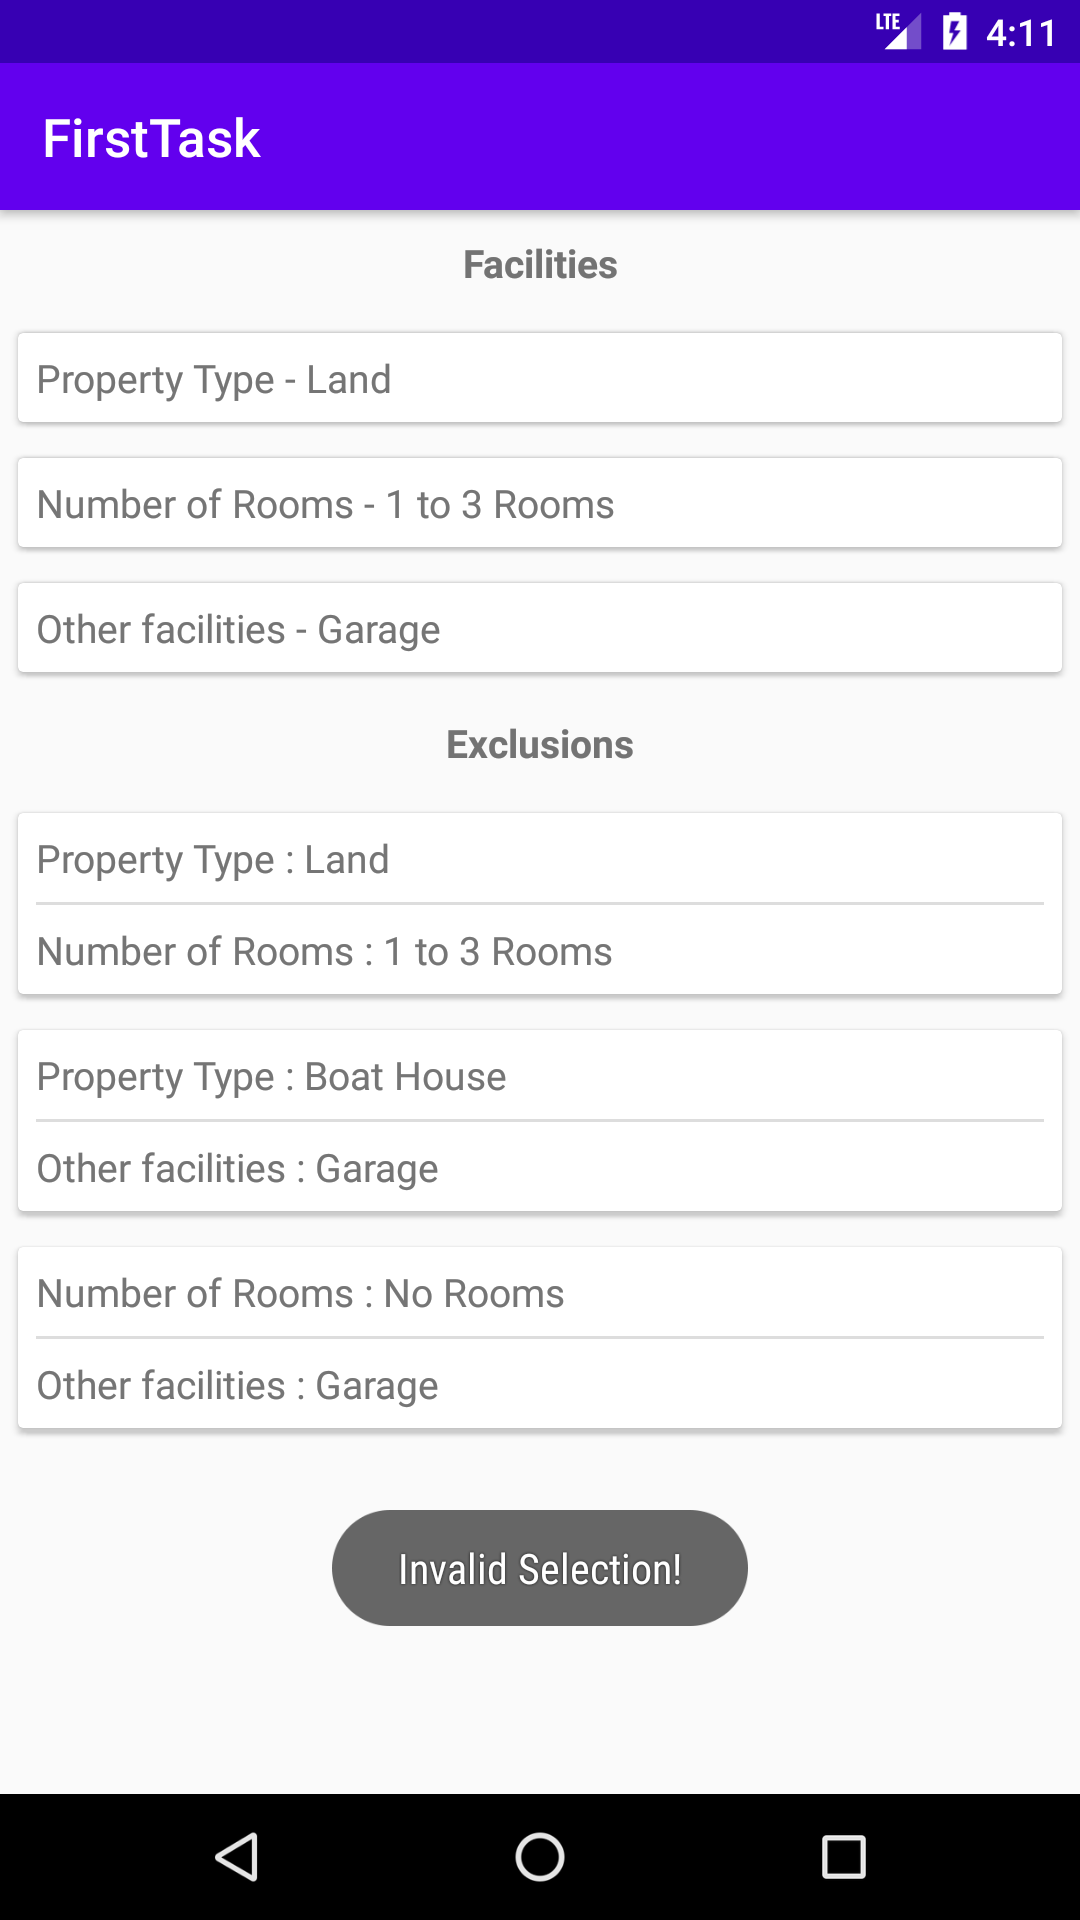 LTE 4:11
FirstTask
Facilities
Property Type - Land
Number of Rooms - 1 to 3 Rooms
Other facilities - Garage
Exclusions
Property Type : Land
Number of Rooms : 1 to 3 Rooms
Property Type : Boat House
Other facilities : Garage
Number of Rooms : No Rooms
Other facilities : Garage
Invalid Selection!